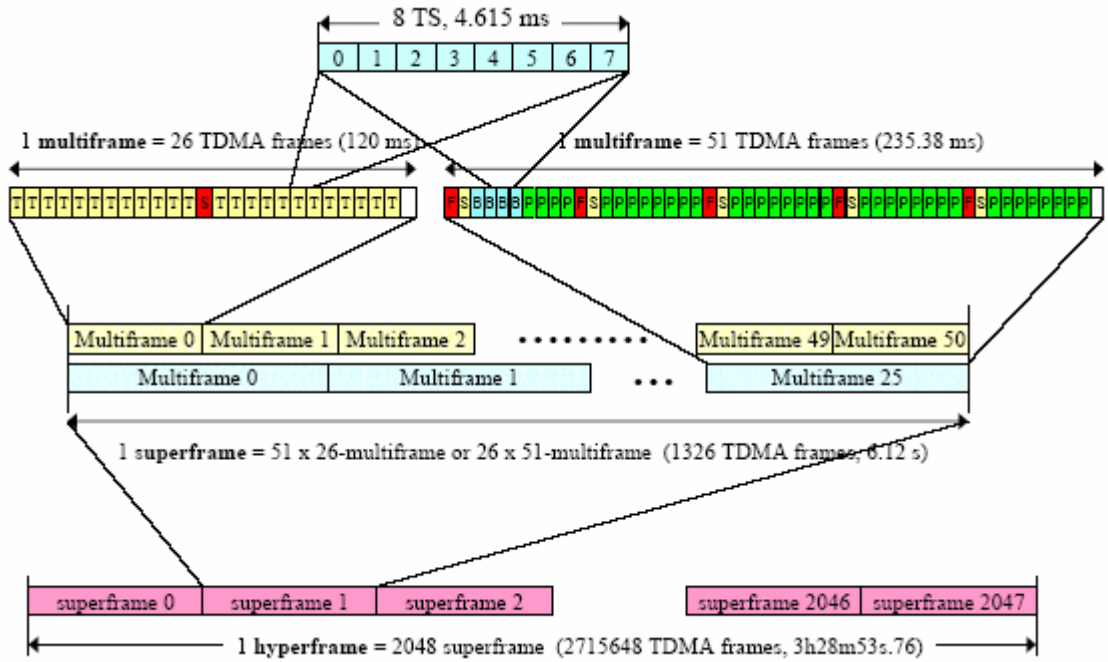 8 TS, 4.615 ms
0 1 2 3 4 5 6 7
1 multiframe = 26 TDMA frames (120 ms)
1 multiframe = 51 TDMA frames (235.38 ms)
T T T T T T T T T T T T S T T T T T T T T T T T T
F S B B B B P P P P F S P P P P P P P P F S P P P P P P P P F S P P P P P P P P F S P P P P P P P P
Multiframe 0 Multiframe 1 Multiframe 2 ......... Multiframe 49 Multiframe 50
Multiframe 0 Multiframe 1 ... Multiframe 25
1 superframe = 51 x 26-multiframe or 26 x 51-multiframe (1326 TDMA frames, 6.12 s)
superframe 0 superframe 1 superframe 2 superframe 2046 superframe 2047
1 hyperframe = 2048 superframe (2715648 TDMA frames, 3h28m53s.76)